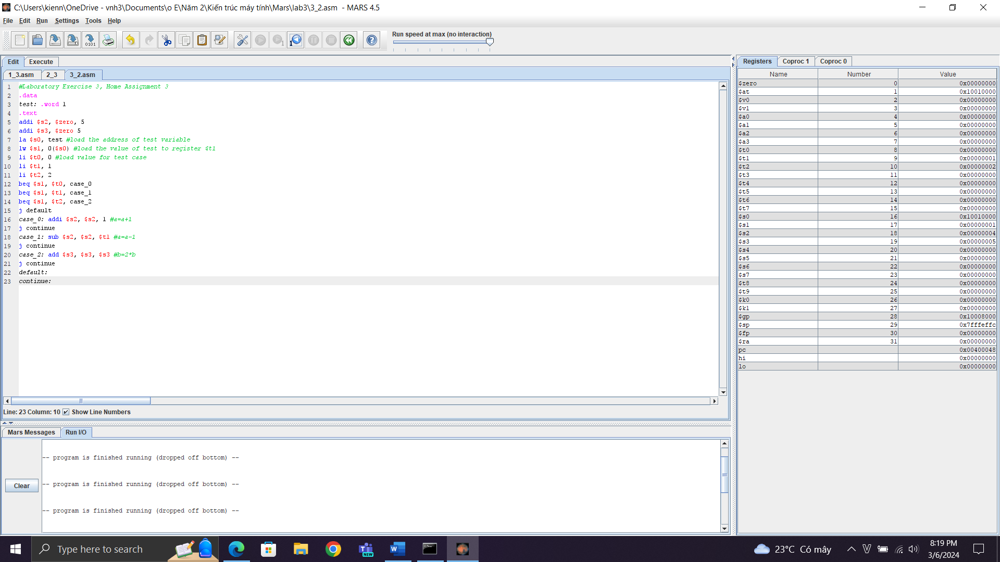 C:\Users\kienn\OneDrive - vnh3\Documents\o E\Năm 2\Kiến trúc máy tính\Mars\lab3\3_2.asm - MARS 4.5
File Edit Run Settings Tools Help
Run speed at max (no interaction)
Edit Execute
1_3.asm 2_3 3_2.asm
1 #Laboratory Exercise 3, Home Assignment 3
2 .data
3 test: .word 1
4 .text
5 addi $s2, $zero, 5
6 addi $s3, $zero 5
7 la $s0, test #load the address of test variable
8 lw $s1, 0($s0) #load the value of test to register $t1
9 li $t0, 0 #load value for test case
10 li $t1, 1
11 li $t2, 2
12 beq $s1, $t0, case_0
13 beq $s1, $t1, case_1
14 beq $s1, $t2, case_2
15 j default
16 case_0: addi $s2, $s2, 1 #a=a+1
17 j continue
18 case_1: sub $s2, $s2, $t1 #a=a-1
19 j continue
20 case_2: add $s3, $s3, $s3 #b=2*b
21 j continue
22 default:
23 continue:
Line: 23 Column: 10 Show Line Numbers
Mars Messages Run I/O
-- program is finished running (dropped off bottom) --
-- program is finished running (dropped off bottom) --
-- program is finished running (dropped off bottom) --
Clear
Registers Coproc 1 Coproc 0
Name Number Value
$zero 0 0x00000000
$at 1 0x10010000
$v0 2 0x00000000
$v1 3 0x00000000
$a0 4 0x00000000
$a1 5 0x00000000
$a2 6 0x00000000
$a3 7 0x00000000
$t0 8 0x00000000
$t1 9 0x00000001
$t2 10 0x00000002
$t3 11 0x00000000
$t4 12 0x00000000
$t5 13 0x00000000
$t6 14 0x00000000
$t7 15 0x00000000
$s0 16 0x10010000
$s1 17 0x00000001
$s2 18 0x00000004
$s3 19 0x00000005
$s4 20 0x00000000
$s5 21 0x00000000
$s6 22 0x00000000
$s7 23 0x00000000
$t8 24 0x00000000
$t9 25 0x00000000
$k0 26 0x00000000
$k1 27 0x00000000
$gp 28 0x10008000
$sp 29 0x7fffeffc
$fp 30 0x00000000
$ra 31 0x00000000
pc 0x00400048
hi 0x00000000
lo 0x00000000
Type here to search
NEW
23°C Có mây
8:19 PM
3/6/2024